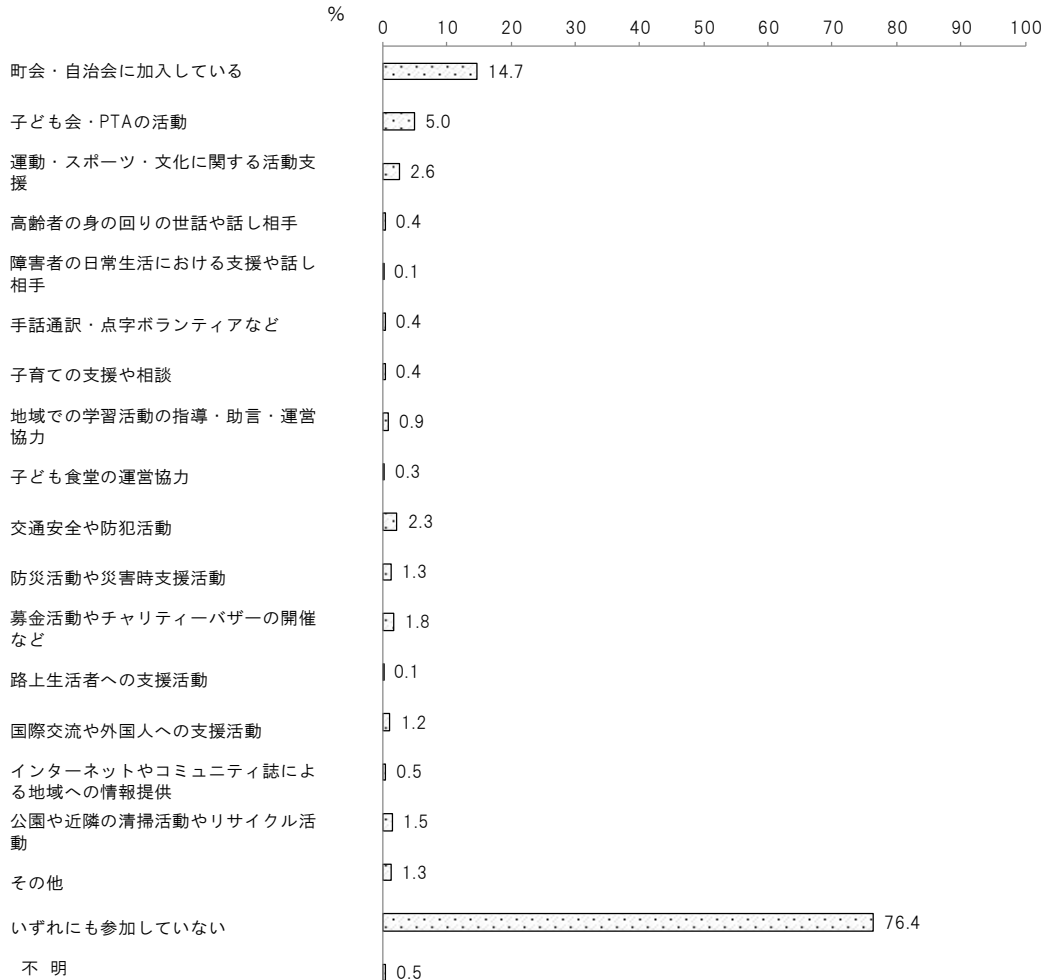 %
0 10 20 30 40 50 60 70 80 90 100
町会・自治会に加入している 14.7
子ども会・PTAの活動 5.0
運動・スポーツ・文化に関する活動支
援 2.6
高齢者の身の回りの世話や話し相手 0.4
障害者の日常生活における支援や話し
相手 0.1
手話通訳・点字ボランティアなど 0.4
子育ての支援や相談 0.4
地域での学習活動の指導・助言・運営
協力 0.9
子ども食堂の運営協力 0.3
交通安全や防犯活動 2.3
防災活動や災害時支援活動 1.3
募金活動やチャリティーバザーの開催
など 1.8
路上生活者への支援活動 0.1
国際交流や外国人への支援活動 1.2
インターネットやコミュニティ誌によ
る地域への情報提供 0.5
公園や近隣の清掃活動やリサイクル活
動 1.5
その他 1.3
いずれにも参加していない 76.4
不 明 0.5